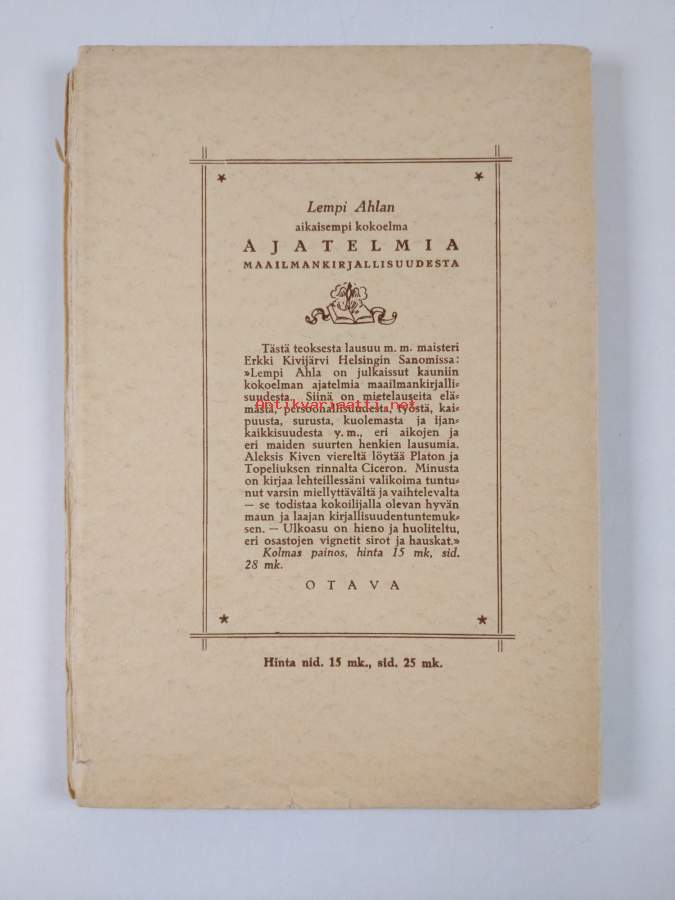 Lempi Ahlan
aikaisempi kokoelma
AJATELMIA
MAAILMANKIRJALLISUUDESTA
Tästä teoksesta lausuu m. m. maisteri
Erkki Kivijärvi Helsingin Sanomissa:
»Lempi Ahla on julkaissut kauniin
kokoelman ajatelmia maailmankirjalli-
suudesta. Siinä on mietelauseita elä-
mästä, persoonallisuudesta, työstä, kai-
Antikvariaatti.net
puusta, surusta, kuolemasta ja ijan-
kaikkisuudesta y. m., eri aikojen ja
eri maiden suurten henkien lausumia.
Aleksis Kiven viereltä löytää Platon ja
Topeliuksen rinnalta Ciceron. Minusta
on kirjaa lehteillessäni valikoima tuntu-
nut varsin miellyttävältä ja vaihtelevalta
— se todistaa kokoilijalla olevan hyvän
maun ja laajan kirjallisuudentuntemuk-
sen. — Ulkoasu on hieno ja huoliteltu,
eri osastojen vignetit sirot ja hauskat.»
Kolmas painos, hinta 15 mk, sid.
28 mk.
OTAVA
Hinta nid. 15 mk., sid. 25 mk.